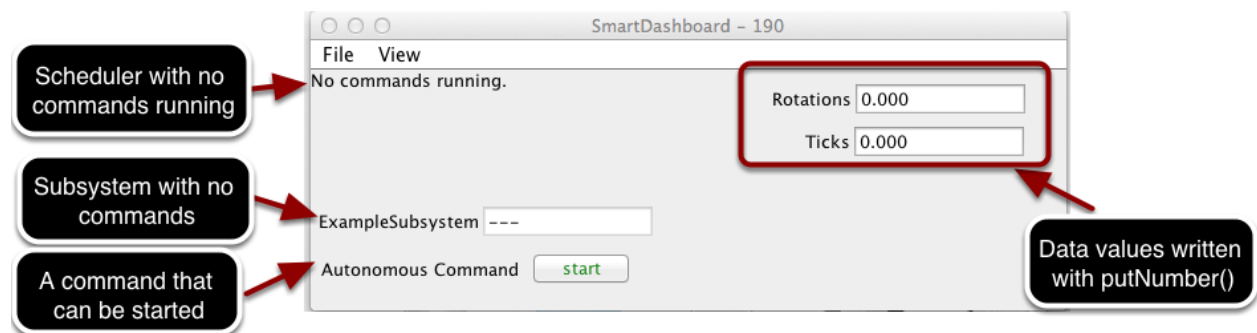 SmartDashboard – 190
File View
Scheduler with no
commands running
No commands running.
Rotations 0.000
Ticks 0.000
Subsystem with no
commands
ExampleSubsystem ---
A command that
can be started
Autonomous Command start
Data values written
with putNumber()